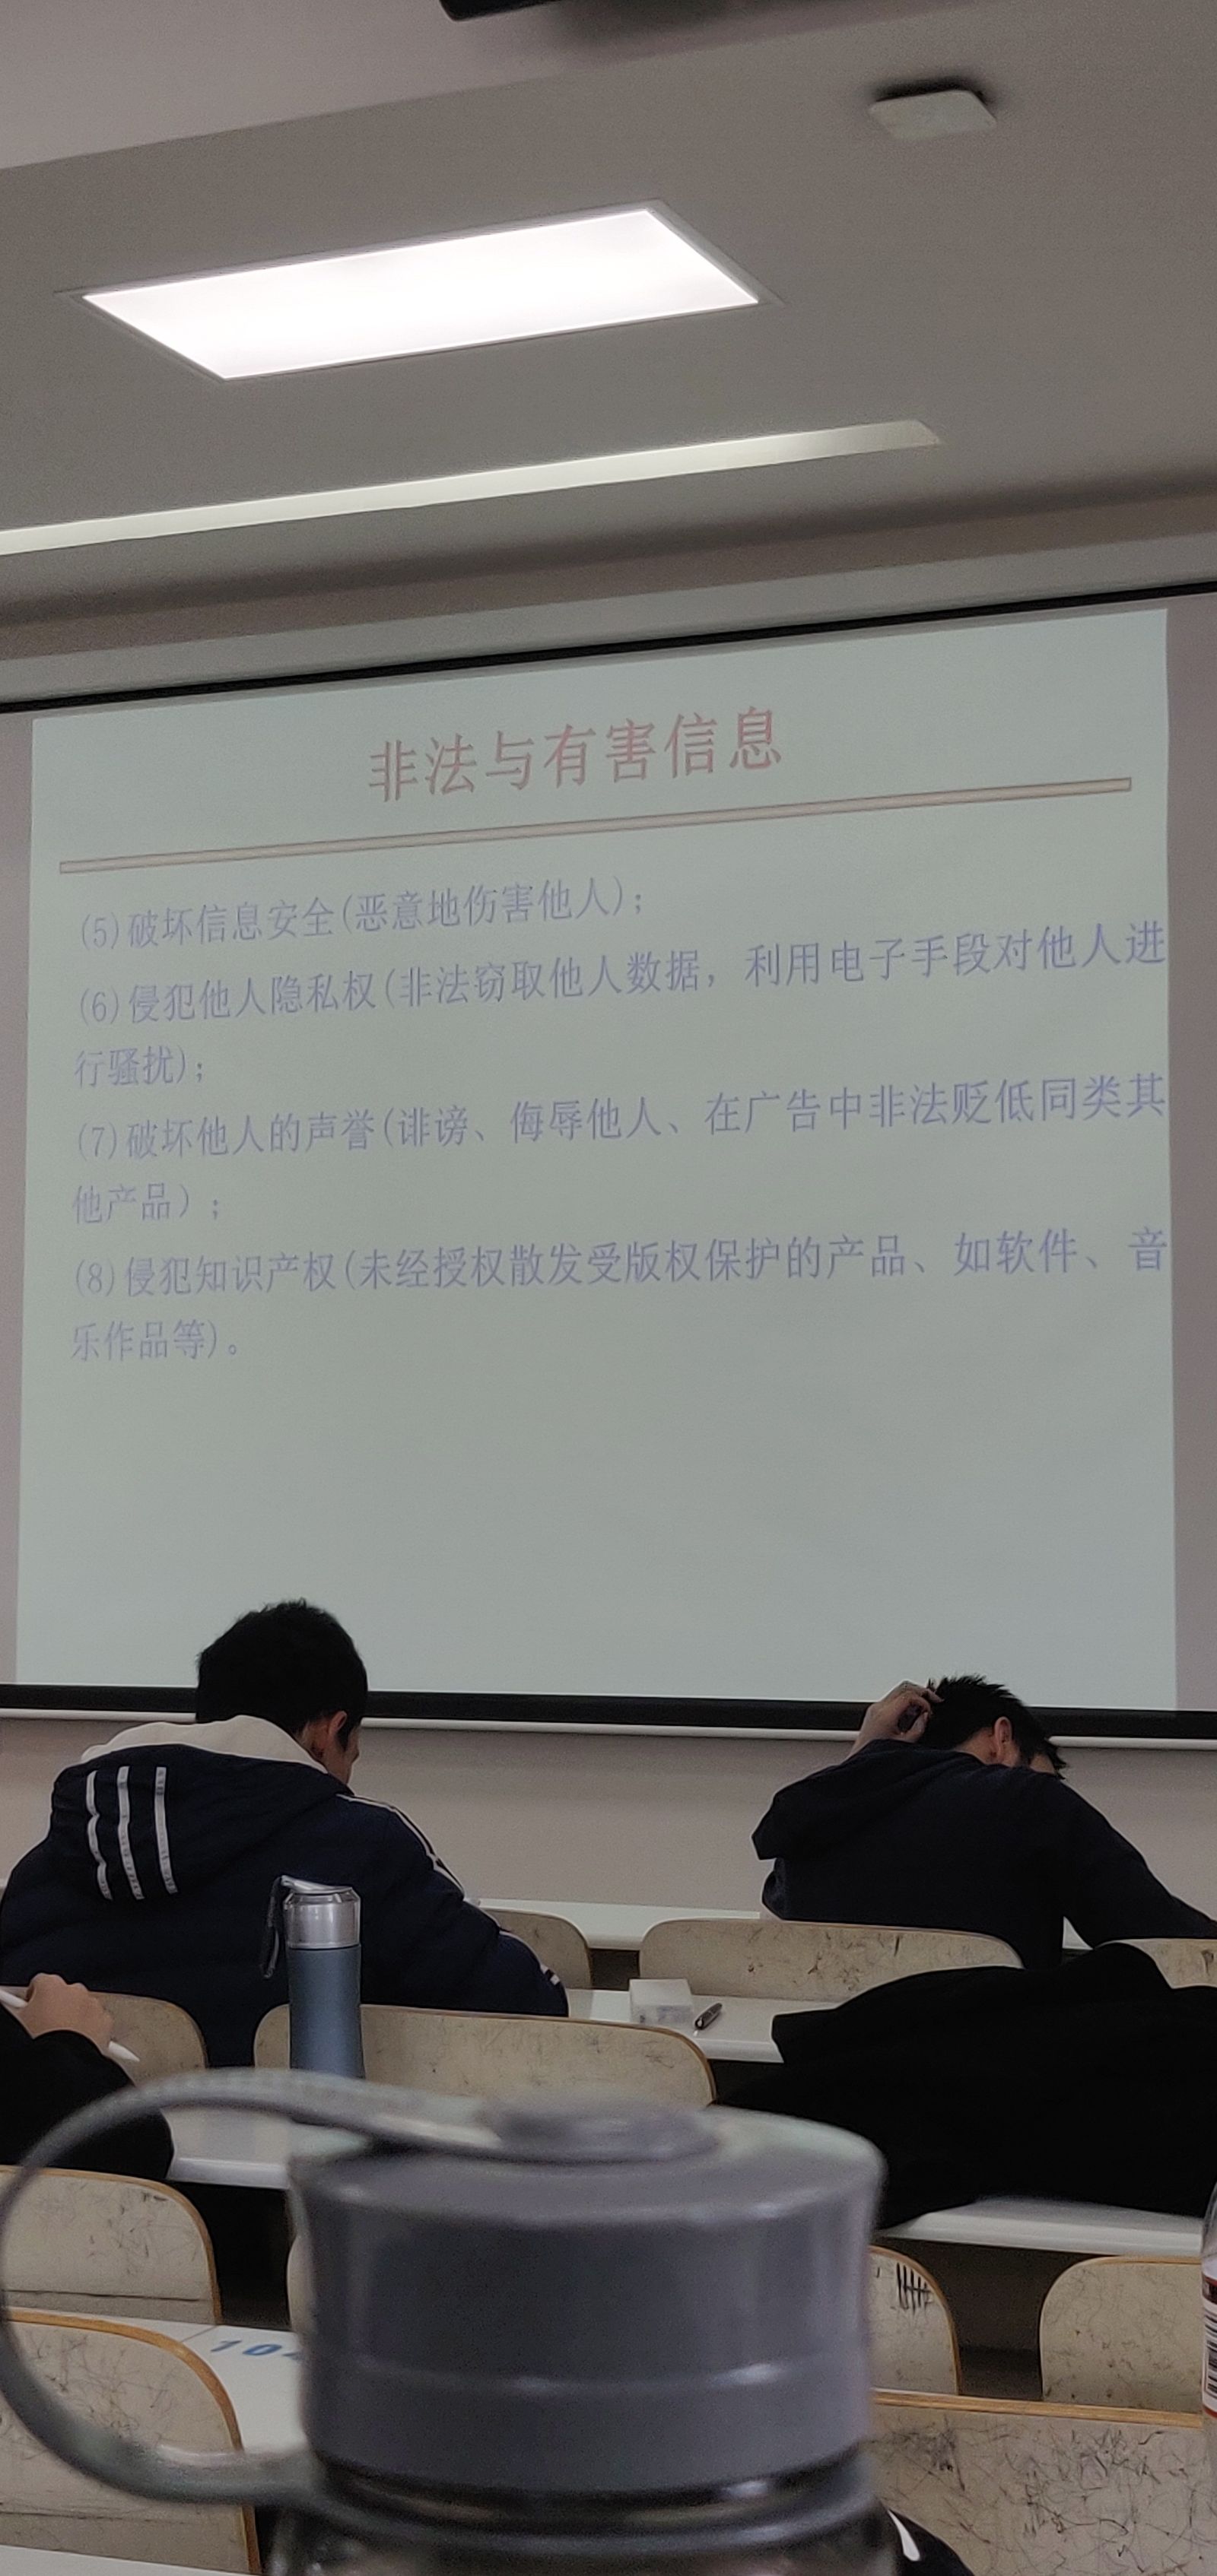 非法与有害信息
(5)破坏信息安全(恶意地伤害他人)；
(6)侵犯他人隐私权(非法窃取他人数据，利用电子手段对他人进
行骚扰)；
(7)破坏他人的声誉(诽谤、侮辱他人、在广告中非法贬低同类其
他产品)；
(8)侵犯知识产权(未经授权散发受版权保护的产品、如软件、音
乐作品等)。